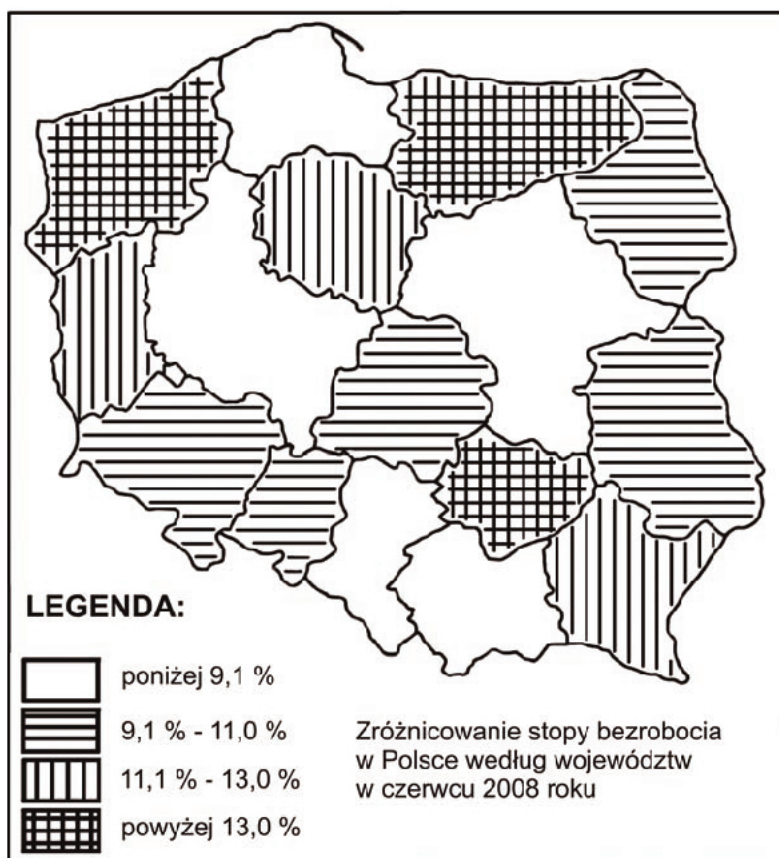 LEGENDA:
poniżej 9,1 %
9,1 % - 11,0 %
11,1 % - 13,0 %
powyżej 13,0 %
Zróżnicowanie stopy bezrobocia
w Polsce według województw
w czerwcu 2008 roku